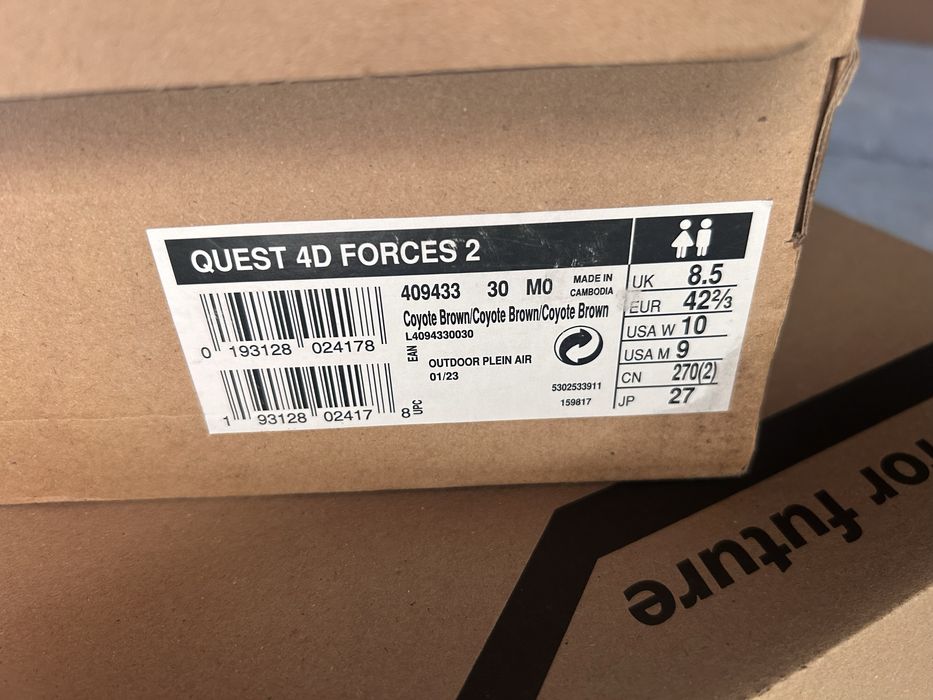 QUEST 4D FORCES 2
409433 30 M0 MADE IN CAMBODIA
Coyote Brown/Coyote Brown/Coyote Brown
L4094330030
0 193128 024178
EAN
OUTDOOR PLEIN AIR
01/23
5302533911
159817
1 93128 02417 8
UPC
UK 8.5
EUR 42⅔
USA W 10
USA M 9
CN 270(2)
JP 27
for future